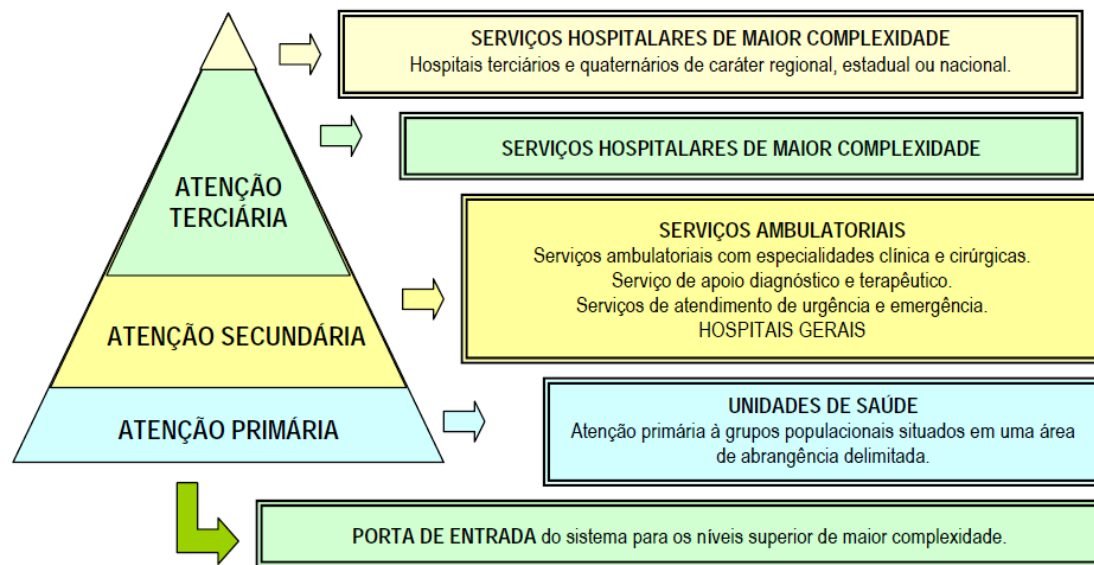 SERVIÇOS HOSPITALARES DE MAIOR COMPLEXIDADE
Hospitais terciários e quaternários de caráter regional, estadual ou nacional.
SERVIÇOS HOSPITALARES DE MAIOR COMPLEXIDADE
ATENÇÃO
TERCIÁRIA
SERVIÇOS AMBULATORIAIS
Serviços ambulatoriais com especialidades clínica e cirúrgicas.
Serviço de apoio diagnóstico e terapêutico.
Serviços de atendimento de urgência e emergência.
HOSPITAIS GERAIS
ATENÇÃO SECUNDÁRIA
UNIDADES DE SAÚDE
Atenção primária à grupos populacionais situados em uma área
de abrangência delimitada.
ATENÇÃO PRIMÁRIA
PORTA DE ENTRADA do sistema para os níveis superior de maior complexidade.